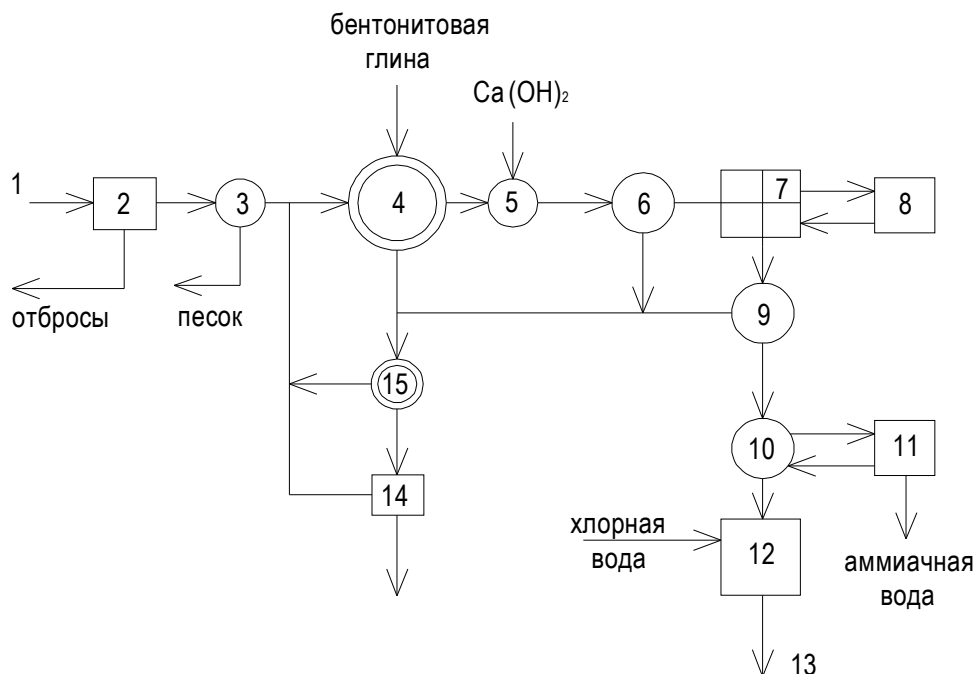 бентонитовая
глина
Ca(OH)₂
1
2
3
4
5
6
7
8
отбросы
песок
9
15
10
11
14
хлорная
вода
12
аммиачная
вода
13